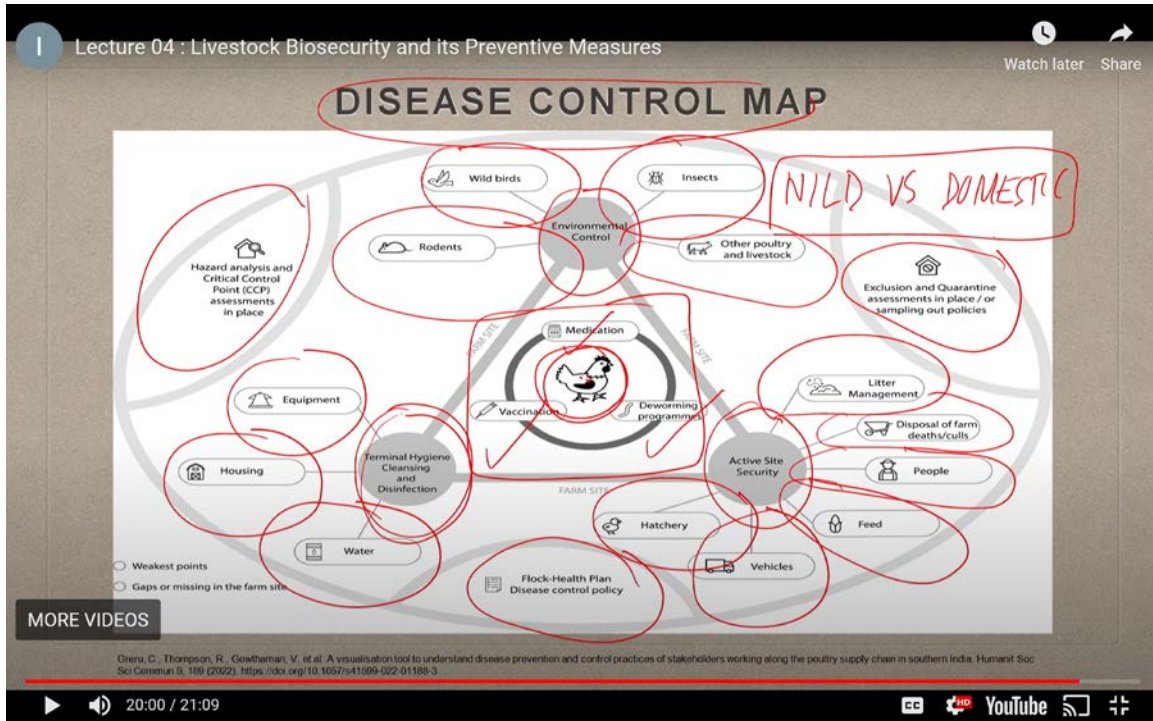 I
Lecture 04 : Livestock Biosecurity and its Preventive Measures
Watch later
Share
DISEASE CONTROL MAP
Wild birds
Insects
NILD VS DOMESTIC
Environmental
Control
Rodents
Other poultry
and livestock
Hazard analysis and
Critical Control
Point (CCP)
assessments
in place
Exclusion and Quarantine
assessments in place / or
sampling out policies
FARM SITE
FARM SITE
Medication
Vaccination
Deworming
programmes
Litter
Management
Equipment
Disposal of farm
deaths/culls
Housing
Terminal Hygiene
Cleansing
and
Disinfection
Active Site
Security
People
FARM SITE
Hatchery
Feed
Water
Vehicles
Weakest points
Gaps or missing in the farm site
Flock-Health Plan
Disease control policy
MORE VIDEOS
Greru, C., Thompson, R., Gowthaman, V. et al. A visualisation tool to understand disease prevention and control practices of stakeholders working along the poultry supply chain in southern India. Humanit Soc
Sci Commun 9, 169 (2022). https://doi.org/10.1057/s41599-022-01188-3
20:00 / 21:09
CC
HD
YouTube